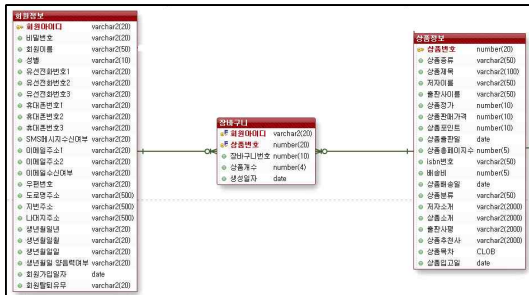 회원정보
회원아이디 varchar2(20)
비밀번호 varchar2(20)
회원이름 varchar2(50)
성별 varchar2(10)
유선전화번호1 varchar2(20)
유선전화번호2 varchar2(20)
유선전화번호3 varchar2(20)
휴대폰번호1 varchar2(20)
휴대폰번호2 varchar2(20)
휴대폰번호3 varchar2(20)
SMS메시지수신여부 varchar2(20)
이메일주소1 varchar2(20)
이메일주소2 varchar2(20)
이메일수신여부 varchar2(20)
우편번호 varchar2(20)
도로명주소 varchar2(500)
지번주소 varchar2(500)
나머지주소 varchar2(500)
생년월일년 varchar2(20)
생년월일월 varchar2(20)
생년월일일 varchar2(20)
생년월일 양음력여부 varchar2(20)
회원가입일자 date
회원탈퇴유무 varchar2(20)
장바구니
회원아이디 varchar2(20)
상품번호 number(20)
장바구니번호 number(10)
상품개수 number(4)
생성일자 date
상품정보
상품번호 number(20)
상품종류 varchar2(50)
상품제목 varchar2(100)
저자이름 varchar2(50)
출판사이름 varchar2(50)
상품정가 number(10)
상품판매가격 number(10)
상품포인트 number(10)
상품출판일 date
상품총페이지수 number(5)
isbn번호 varchar2(50)
배송비 number(5)
상품배송일 date
상품분류 varchar2(50)
저자소개 varchar2(2000)
상품소개 varchar2(2000)
출판사평 varchar2(2000)
상품추천사 varchar2(2000)
상품목차 CLOB
상품입고일 date